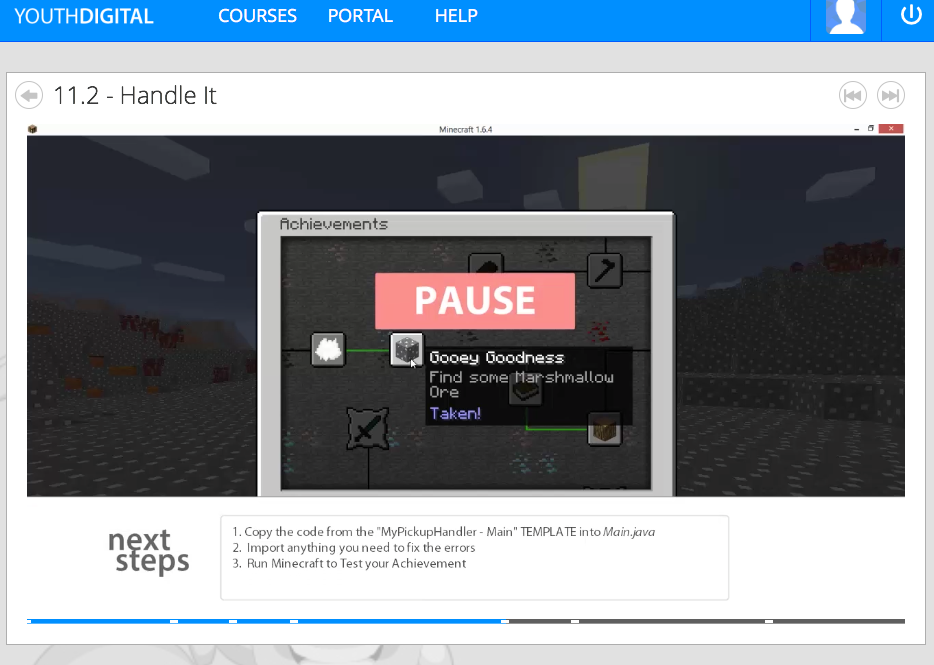 YOUTHDIGITAL COURSES PORTAL HELP
11.2 - Handle It
Minecraft 1.6.4
Achievements
PAUSE
Gooey Goodness
Find some Marshmallow
Ore
Taken!
next
steps
1. Copy the code from the "MyPickupHandler - Main" TEMPLATE into Main.java
2. Import anything you need to fix the errors
3. Run Minecraft to Test your Achievement